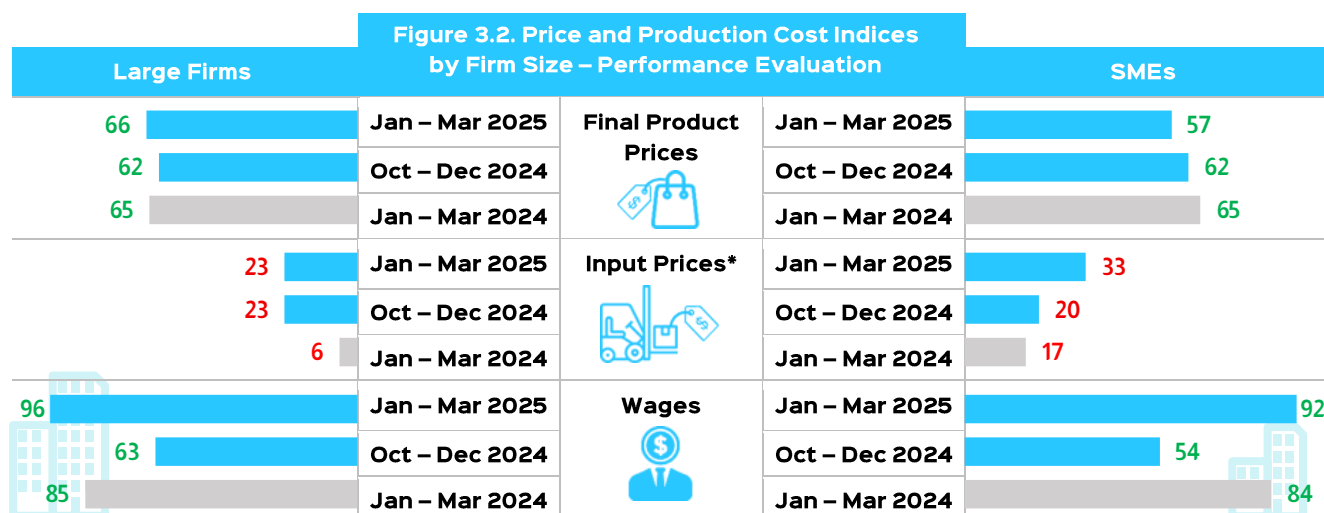 Figure 3.2. Price and Production Cost Indices
by Firm Size – Performance Evaluation
Large Firms
SMEs
66
Jan – Mar 2025
Final Product
Prices
Jan – Mar 2025
57
62
Oct – Dec 2024
Oct – Dec 2024
62
65
Jan – Mar 2024
Jan – Mar 2024
65
23
Jan – Mar 2025
Input Prices*
Jan – Mar 2025
33
23
Oct – Dec 2024
Oct – Dec 2024
20
6
Jan – Mar 2024
Jan – Mar 2024
17
96
Jan – Mar 2025
Wages
Jan – Mar 2025
92
63
Oct – Dec 2024
Oct – Dec 2024
54
85
Jan – Mar 2024
Jan – Mar 2024
84